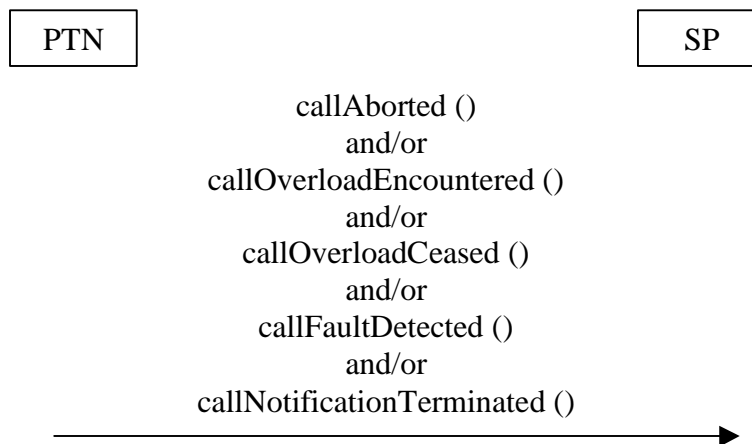 PTN
SP
callAborted ()
and/or
callOverloadEncountered ()
and/or
callOverloadCeased ()
and/or
callFaultDetected ()
and/or
callNotificationTerminated ()